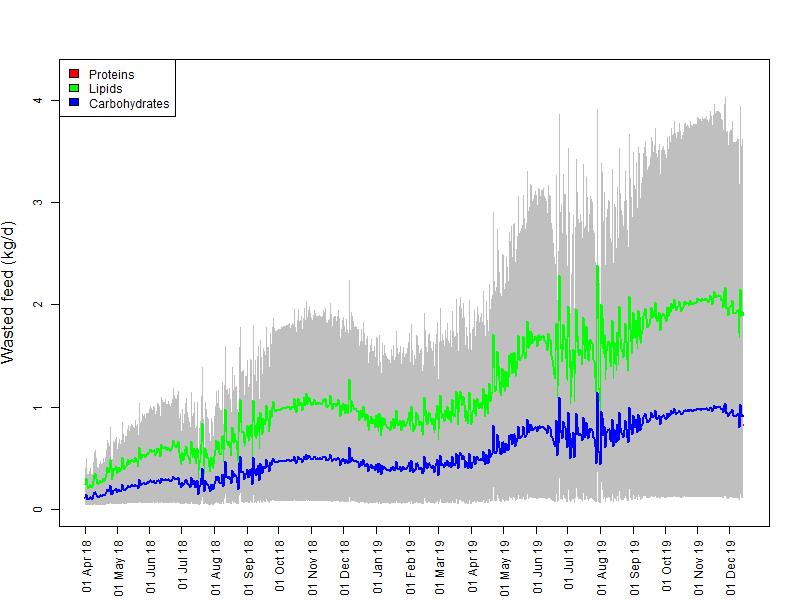 Proteins
Lipids
Carbohydrates
Wasted feed (kg/d)
4
3
2
1
0
01 Apr 18
01 May 18
01 Jun 18
01 Jul 18
01 Aug 18
01 Sep 18
01 Oct 18
01 Nov 18
01 Dec 18
01 Jan 19
01 Feb 19
01 Mar 19
01 Apr 19
01 May 19
01 Jun 19
01 Jul 19
01 Aug 19
01 Sep 19
01 Oct 19
01 Nov 19
01 Dec 19